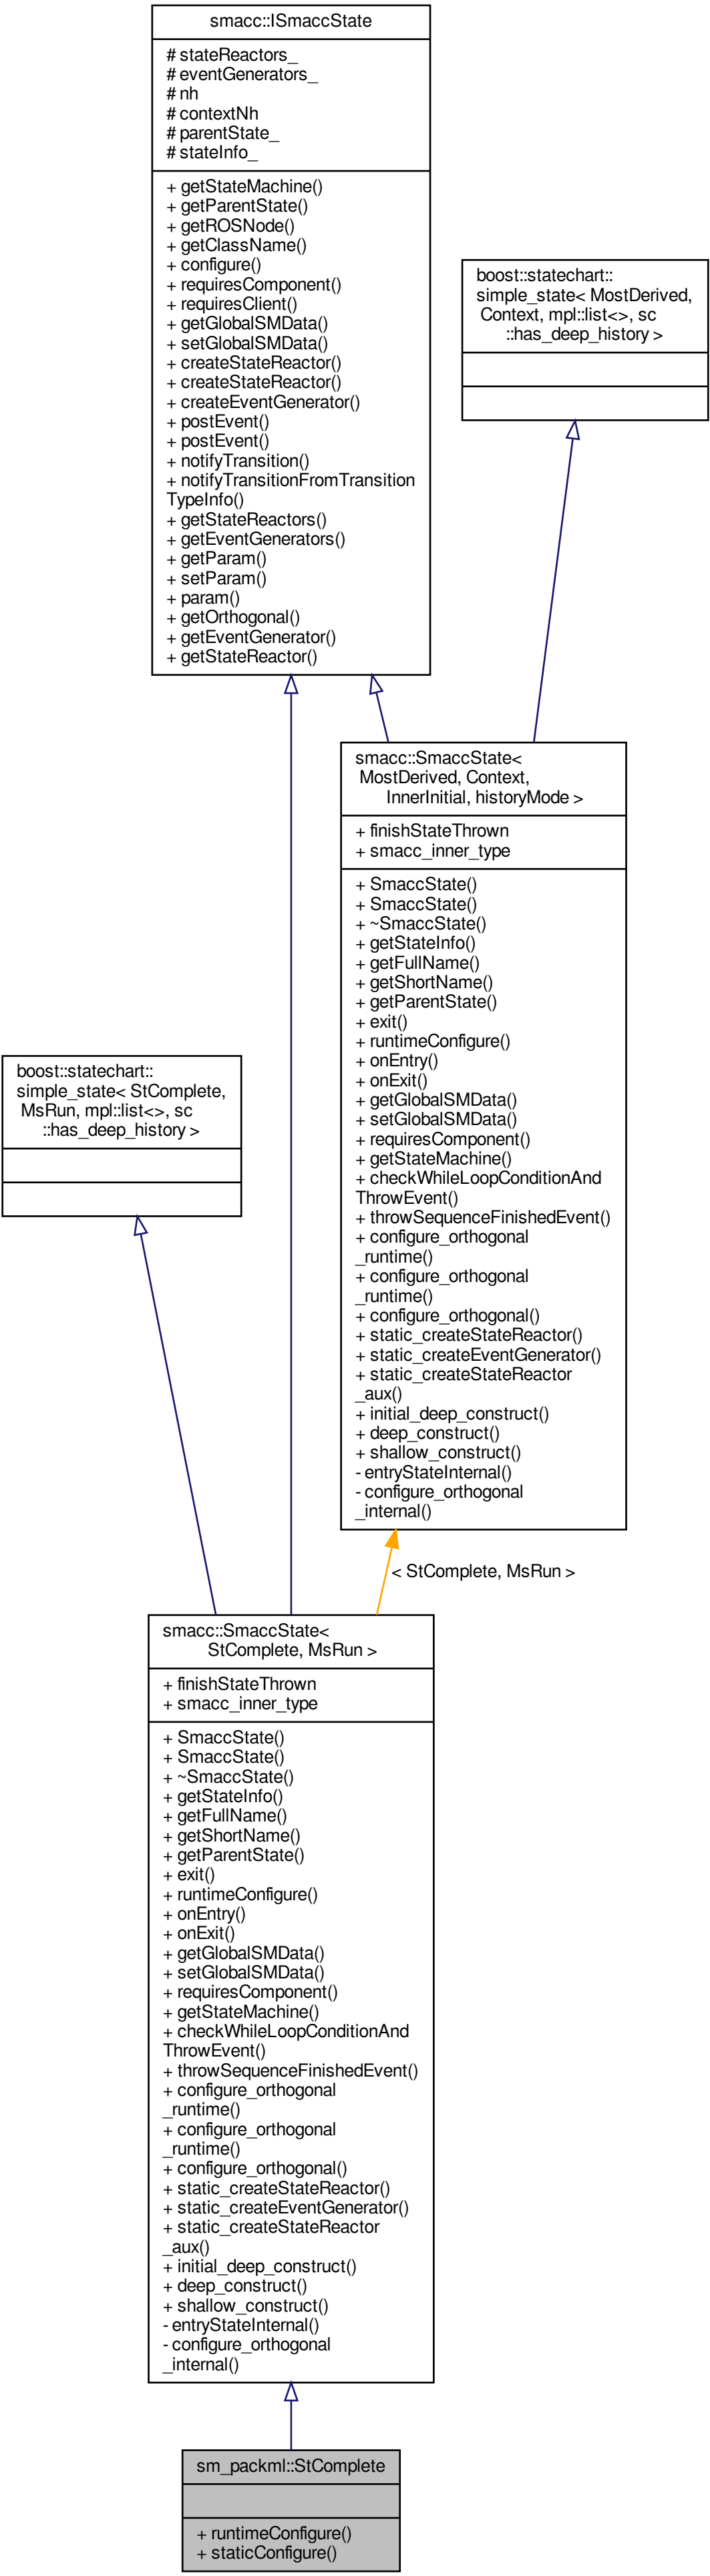 smacc::ISmaccState
# stateReactors_
# eventGenerators_
# nh
# contextNh
# parentState_
# stateInfo_
+ getStateMachine()
+ getParentState()
+ getROSNode()
+ getClassName()
+ configure()
+ requiresComponent()
+ requiresClient()
+ getGlobalSMData()
+ setGlobalSMData()
+ createStateReactor()
+ createStateReactor()
+ createEventGenerator()
+ postEvent()
+ postEvent()
+ notifyTransition()
+ notifyTransitionFromTransition
TypeInfo()
+ getStateReactors()
+ getEventGenerators()
+ getParam()
+ setParam()
+ param()
+ getOrthogonal()
+ getEventGenerator()
+ getStateReactor()
boost::statechart::
simple_state< MostDerived,
Context, mpl::list<>, sc
::has_deep_history >
smacc::SmaccState<
MostDerived, Context,
InnerInitial, historyMode >
+ finishStateThrown
+ smacc_inner_type
+ SmaccState()
+ SmaccState()
+ ~SmaccState()
+ getStateInfo()
+ getFullName()
+ getShortName()
+ getParentState()
+ exit()
+ runtimeConfigure()
+ onEntry()
+ onExit()
+ getGlobalSMData()
+ setGlobalSMData()
+ requiresComponent()
+ getStateMachine()
+ checkWhileLoopConditionAnd
ThrowEvent()
+ throwSequenceFinishedEvent()
+ configure_orthogonal
_runtime()
+ configure_orthogonal
_runtime()
+ configure_orthogonal()
+ static_createStateReactor()
+ static_createEventGenerator()
+ static_createStateReactor
_aux()
+ initial_deep_construct()
+ deep_construct()
+ shallow_construct()
- entryStateInternal()
- configure_orthogonal
_internal()
boost::statechart::
simple_state< StComplete,
MsRun, mpl::list<>, sc
::has_deep_history >
< StComplete, MsRun >
smacc::SmaccState<
StComplete, MsRun >
+ finishStateThrown
+ smacc_inner_type
+ SmaccState()
+ SmaccState()
+ ~SmaccState()
+ getStateInfo()
+ getFullName()
+ getShortName()
+ getParentState()
+ exit()
+ runtimeConfigure()
+ onEntry()
+ onExit()
+ getGlobalSMData()
+ setGlobalSMData()
+ requiresComponent()
+ getStateMachine()
+ checkWhileLoopConditionAnd
ThrowEvent()
+ throwSequenceFinishedEvent()
+ configure_orthogonal
_runtime()
+ configure_orthogonal
_runtime()
+ configure_orthogonal()
+ static_createStateReactor()
+ static_createEventGenerator()
+ static_createStateReactor
_aux()
+ initial_deep_construct()
+ deep_construct()
+ shallow_construct()
- entryStateInternal()
- configure_orthogonal
_internal()
sm_packml::StComplete
+ runtimeConfigure()
+ staticConfigure()